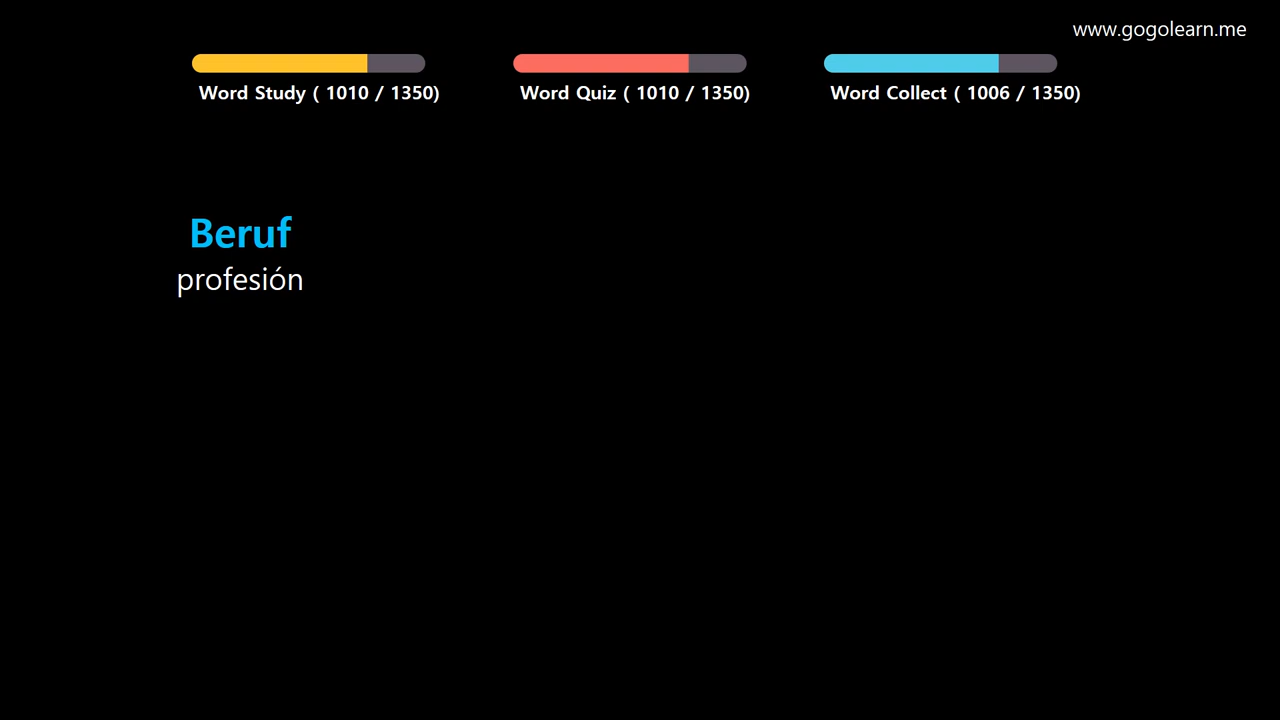 www.gogolearn.me
Word Study ( 1010 / 1350)
Word Quiz ( 1010 / 1350)
Word Collect ( 1006 / 1350)
Beruf
profesión